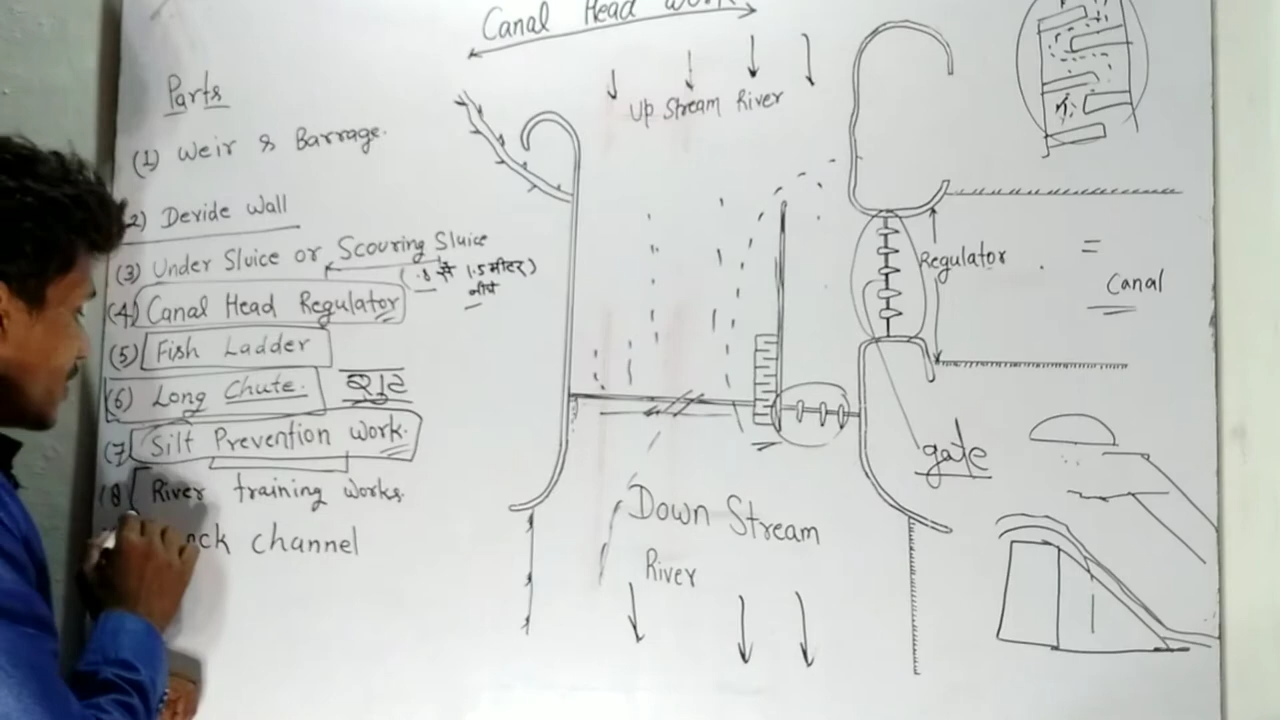 Canal Head Work
Parts
(1) Weir & Barrage.
2) Devide Wall
(3) Under Sluice or Scouring Sluice
(.8 से 1.5 मीटर)
नीचे
(4) Canal Head Regulator
(5) Fish Ladder
(6) Long Chute. शुट
(7) Silt Prevention Work.
(8 River training works.
ock channel
Up Stream River
Regulator
=
Canal
gate
Down Stream
River